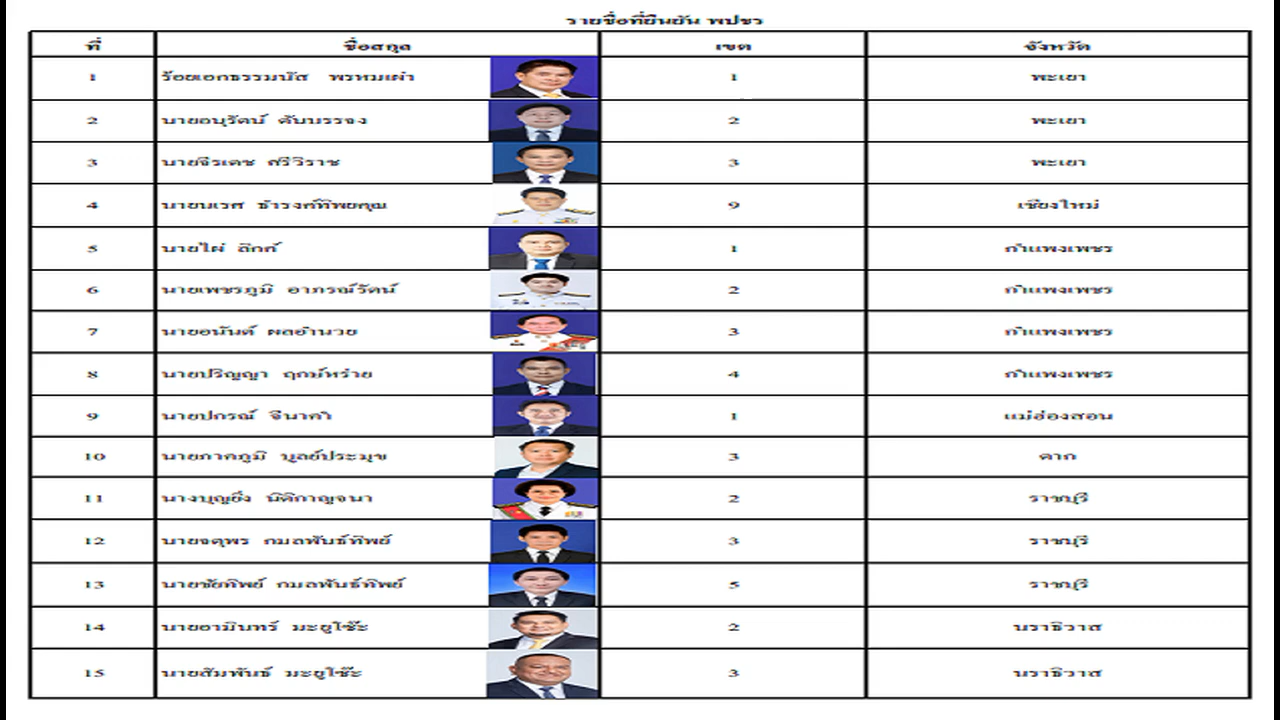 รายชื่อที่ยืนยัน พปชร
ที่ ชื่อสกุล เขต จังหวัด
1 ร้อยเอกธรรมนัส พรหมเผ่า 1 พะเยา
2 นายอนุรัตน์ ตันบรรจง 2 พะเยา
3 นายจีรเดช ศรีวิราช 3 พะเยา
4 นายนเรศ ธำรงค์ทิพยคุณ 9 เชียงใหม่
5 นายไผ่ ลิกค์ 1 กำแพงเพชร
6 นายเพชรภูมิ อาภรณ์รัตน์ 2 กำแพงเพชร
7 นายอนันต์ ผลอำนวย 3 กำแพงเพชร
8 นายปริญญา ฤกษ์หร่าย 4 กำแพงเพชร
9 นายปกรณ์ จีนาคำ 1 แม่ฮ่องสอน
10 นายภาคภูมิ บูลย์ประมุข 3 ตาก
11 นางบุญยิ่ง นิติกาญจนา 2 ราชบุรี
12 นายจตุพร กมลพันธ์ทิพย์ 3 ราชบุรี
13 นายชัยทิพย์ กมลพันธ์ทิพย์ 5 ราชบุรี
14 นายอามินทร์ มะยูโซ๊ะ 2 นราธิวาส
15 นายสัมพันธ์ มะยูโซ๊ะ 3 นราธิวาส